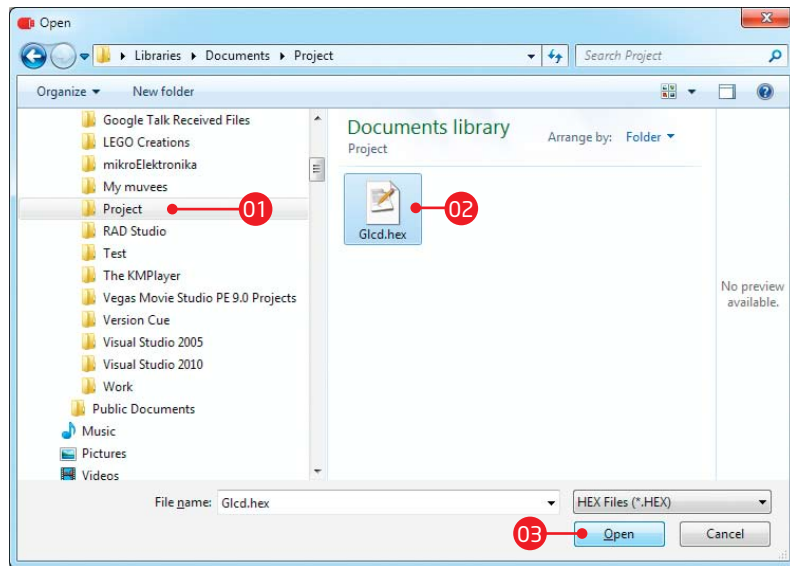 Open
Libraries Documents Project
Search Project
Organize New folder
Google Talk Received Files
LEGO Creations
mikroElektronika
My muvees
Project 01
RAD Studio
Test
The KMPlayer
Vegas Movie Studio PE 9.0 Projects
Version Cue
Visual Studio 2005
Visual Studio 2010
Work
Public Documents
Music
Pictures
Videos
Documents library
Project
Arrange by: Folder
02
Glcd.hex
No preview
available.
File name: Glcd.hex
HEX Files (*.HEX)
03 Open Cancel